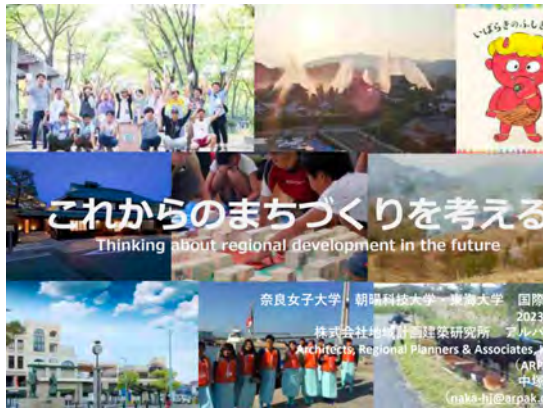 いばらきのふしぎ
これからのまちづくりを考える
Thinking about regional development in the future
奈良女子大学・朝陽科技大学・東海大学 国際
2023
株式会社地域計画建築研究所 アルパ
Architects, Regional Planners & Associates,
(ARP
(naka-hj@arpak.